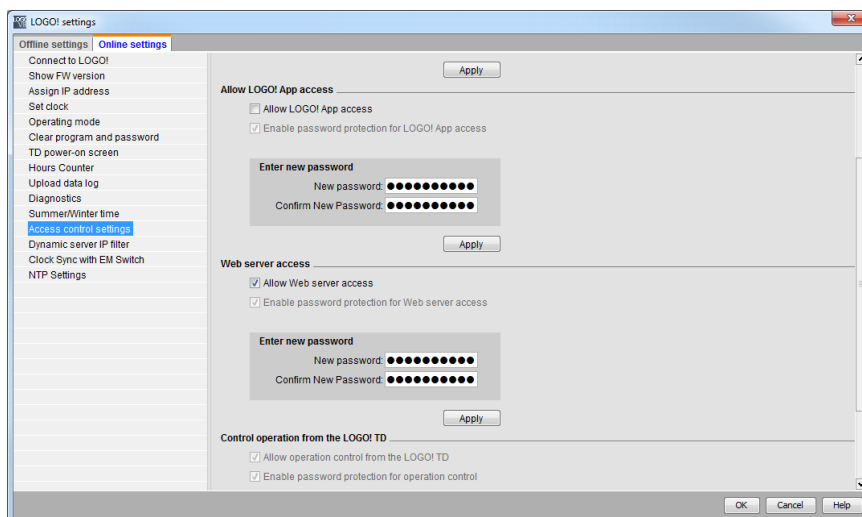 LOGO! settings
Offline settings Online settings
Connect to LOGO!
Show FW version
Assign IP address
Set clock
Operating mode
Clear program and password
TD power-on screen
Hours Counter
Upload data log
Diagnostics
Summer/Winter time
Access control settings
Dynamic server IP filter
Clock Sync with EM Switch
NTP Settings
Apply
Allow LOGO! App access
Allow LOGO! App access
Enable password protection for LOGO! App access
Enter new password
New password: ●●●●●●●●●●
Confirm New Password: ●●●●●●●●●●
Apply
Web server access
Allow Web server access
Enable password protection for Web server access
Enter new password
New password: ●●●●●●●●●●
Confirm New Password: ●●●●●●●●●●
Apply
Control operation from the LOGO! TD
Allow operation control from the LOGO! TD
Enable password protection for operation control
OK Cancel Help